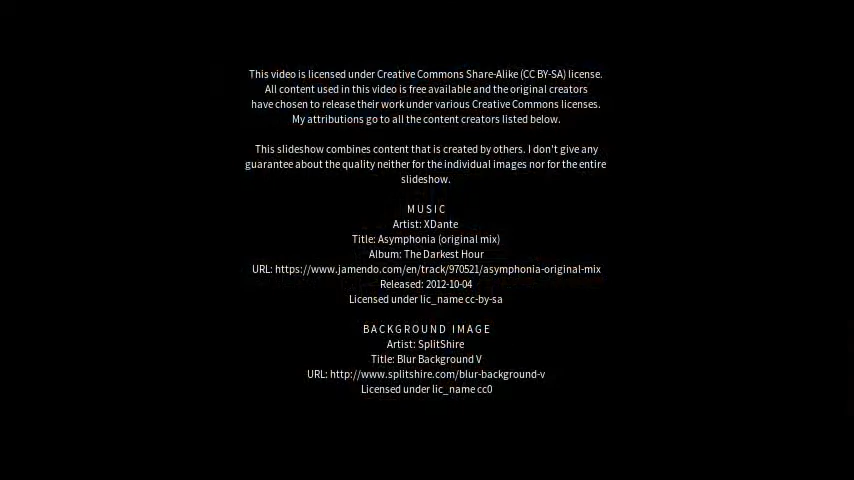 This video is licensed under Creative Commons Share-Alike (CC BY-SA) license.
All content used in this video is free available and the original creators
have chosen to release their work under various Creative Commons licenses.
My attributions go to all the content creators listed below.
This slideshow combines content that is created by others. I don't give any
guarantee about the quality neither for the individual images nor for the entire
slideshow.
MUSIC
Artist: XDante
Title: Asymphonia (original mix)
Album: The Darkest Hour
URL: https://www.jamendo.com/en/track/970521/asymphonia-original-mix
Released: 2012-10-04
Licensed under lic_name cc-by-sa
BACKGROUND IMAGE
Artist: SplitShire
Title: Blur Background V
URL: http://www.splitshire.com/blur-background-v
Licensed under lic_name cc0